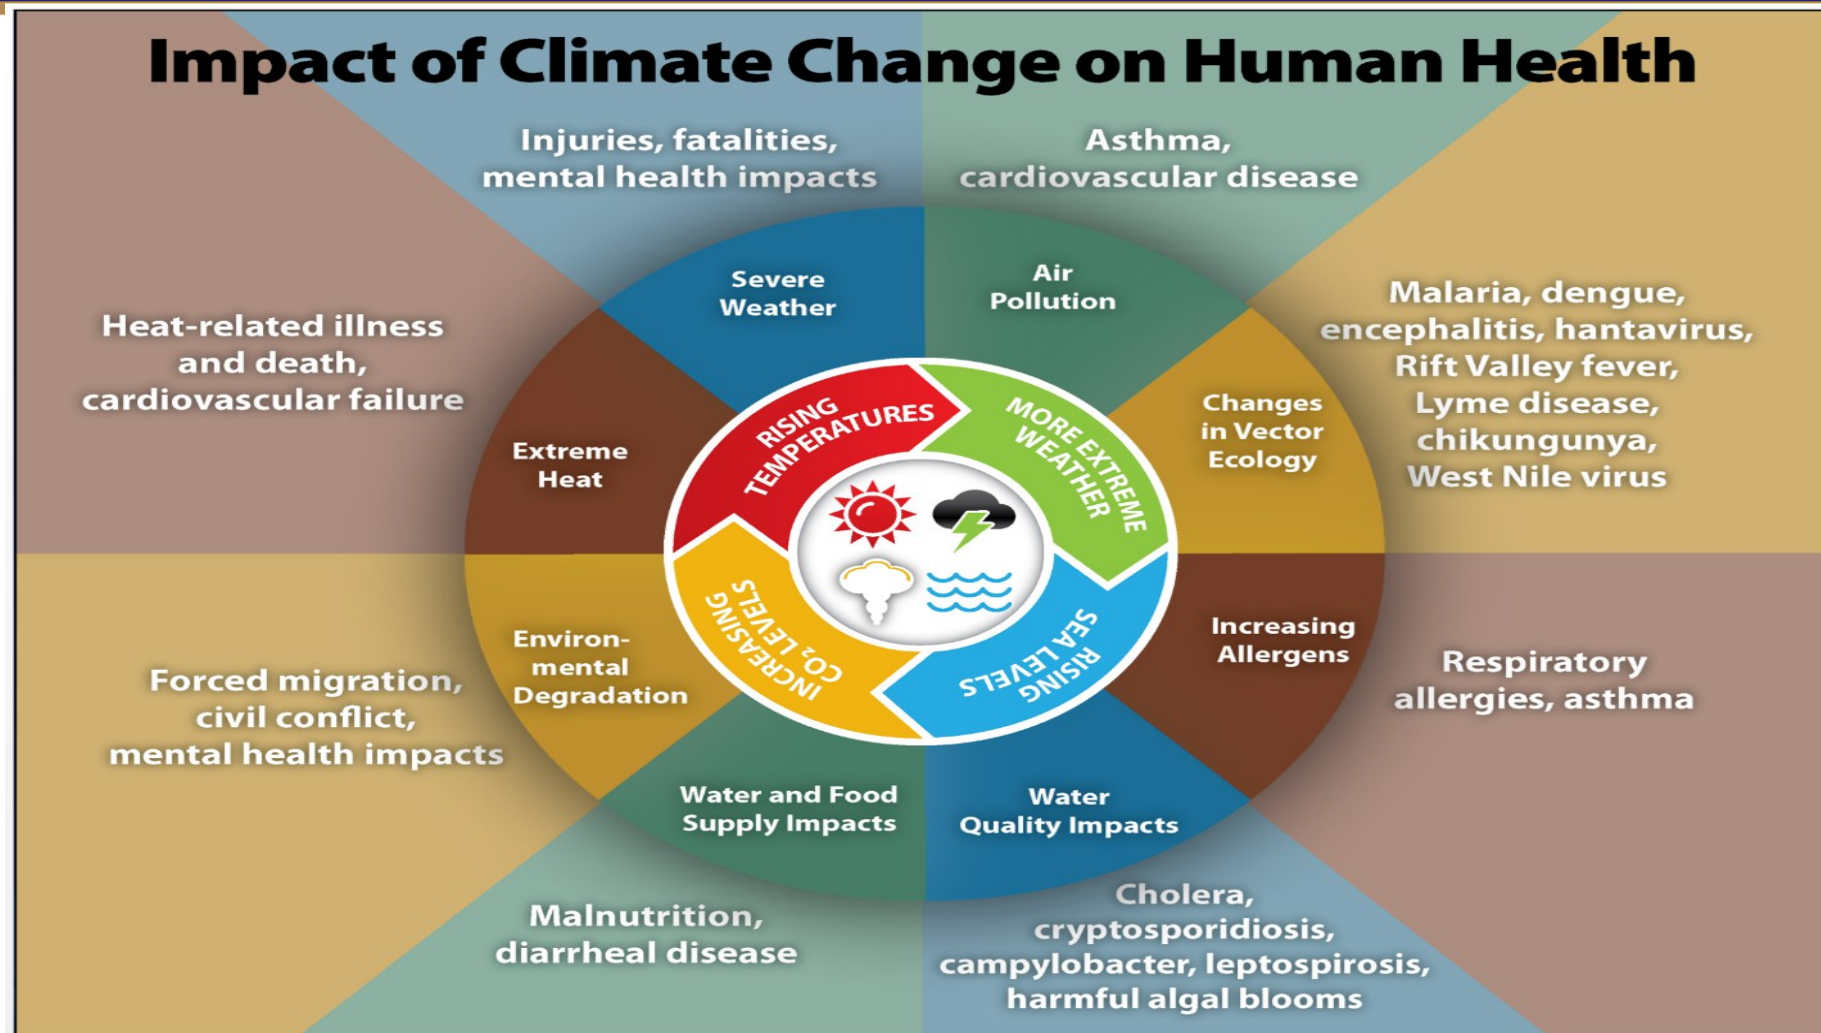 Impact of Climate Change on Human Health
Injuries, fatalities,
mental health impacts
Asthma,
cardiovascular disease
Severe
Weather
Air
Pollution
Malaria, dengue,
encephalitis, hantavirus,
Rift Valley fever,
Lyme disease,
chikungunya,
West Nile virus
Heat-related illness
and death,
cardiovascular failure
Changes
in Vector
Ecology
Extreme
Heat
RISING
TEMPERATURES
MORE EXTREME
WEATHER
INCREASING
CO₂ LEVELS
RISING
SEA LEVELS
Increasing
Allergens
Respiratory
allergies, asthma
Environ-
mental
Degradation
Forced migration,
civil conflict,
mental health impacts
Water and Food
Supply Impacts
Water
Quality Impacts
Malnutrition,
diarrheal disease
Cholera,
cryptosporidiosis,
campylobacter, leptospirosis,
harmful algal blooms